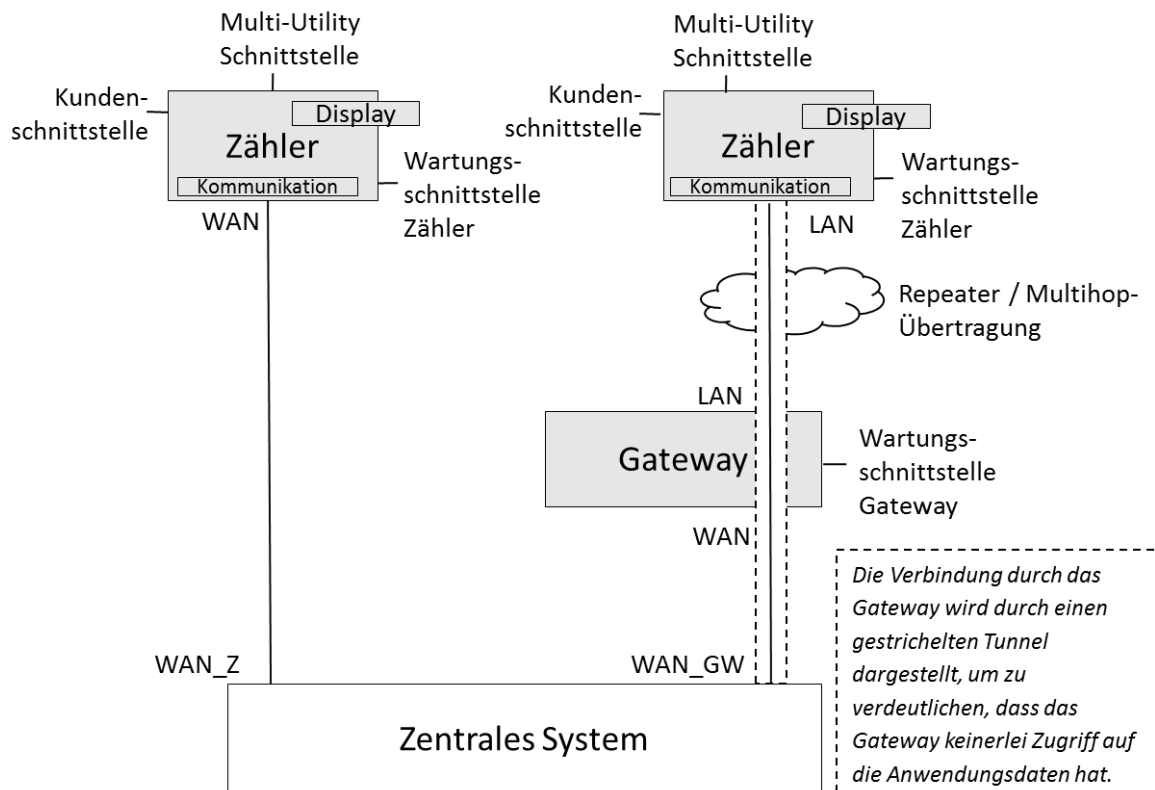 Multi-Utility
Schnittstelle
Kunden-
schnittstelle
Display
Zähler
Kommunikation
Wartungs-
schnittstelle
Zähler
WAN
Multi-Utility
Schnittstelle
Kunden-
schnittstelle
Display
Zähler
Kommunikation
Wartungs-
schnittstelle
Zähler
LAN
Repeater / Multihop-
Übertragung
LAN
Gateway
Wartungs-
schnittstelle
Gateway
WAN
WAN_Z
WAN_GW
Zentrales System
Die Verbindung durch das
Gateway wird durch einen
gestrichelten Tunnel
dargestellt, um zu
verdeutlichen, dass das
Gateway keinerlei Zugriff auf
die Anwendungsdaten hat.